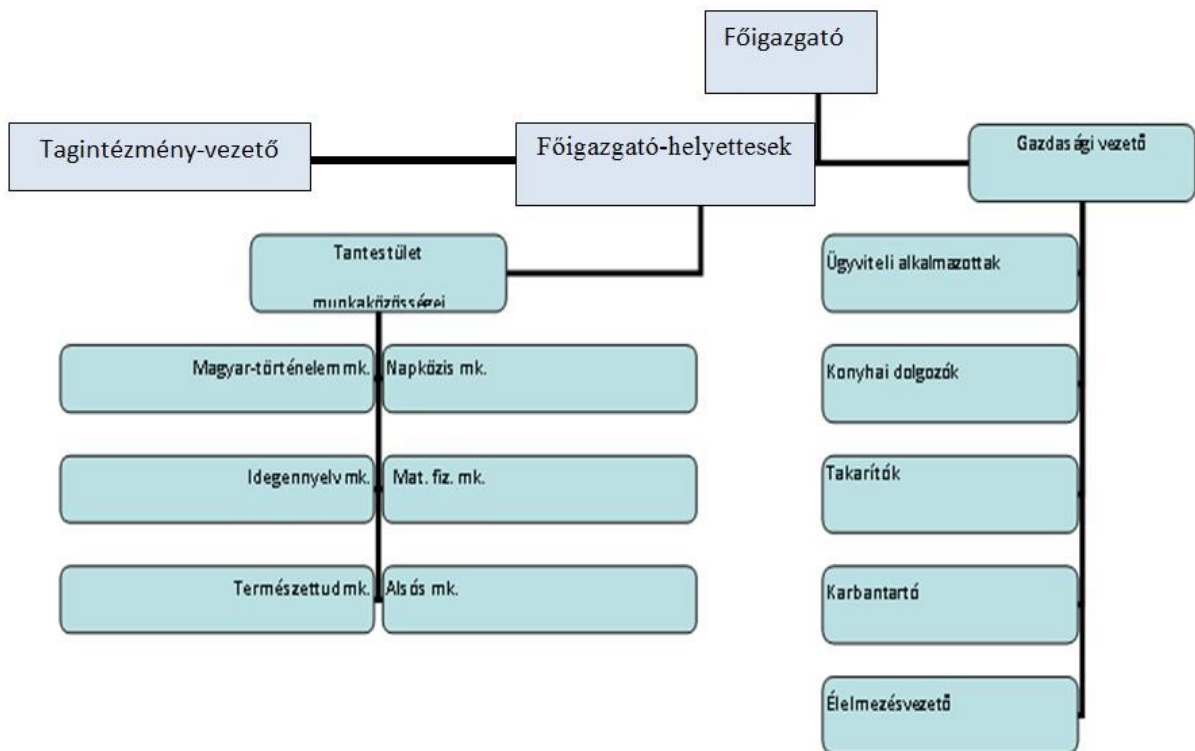 Főigazgató
Tagintézmény-vezető
Főigazgató-helyettesek
Gazdasági vezető
Tantestület
munkaközösségei
Ügyviteli alkalmazottak
Magyar-történelem mk.
Napközis mk.
Konyhai dolgozók
Idegennyelv mk.
Mat. fiz. mk.
Takarítók
Természettud mk.
Alsós mk.
Karbantartó
Élelmezésvezető